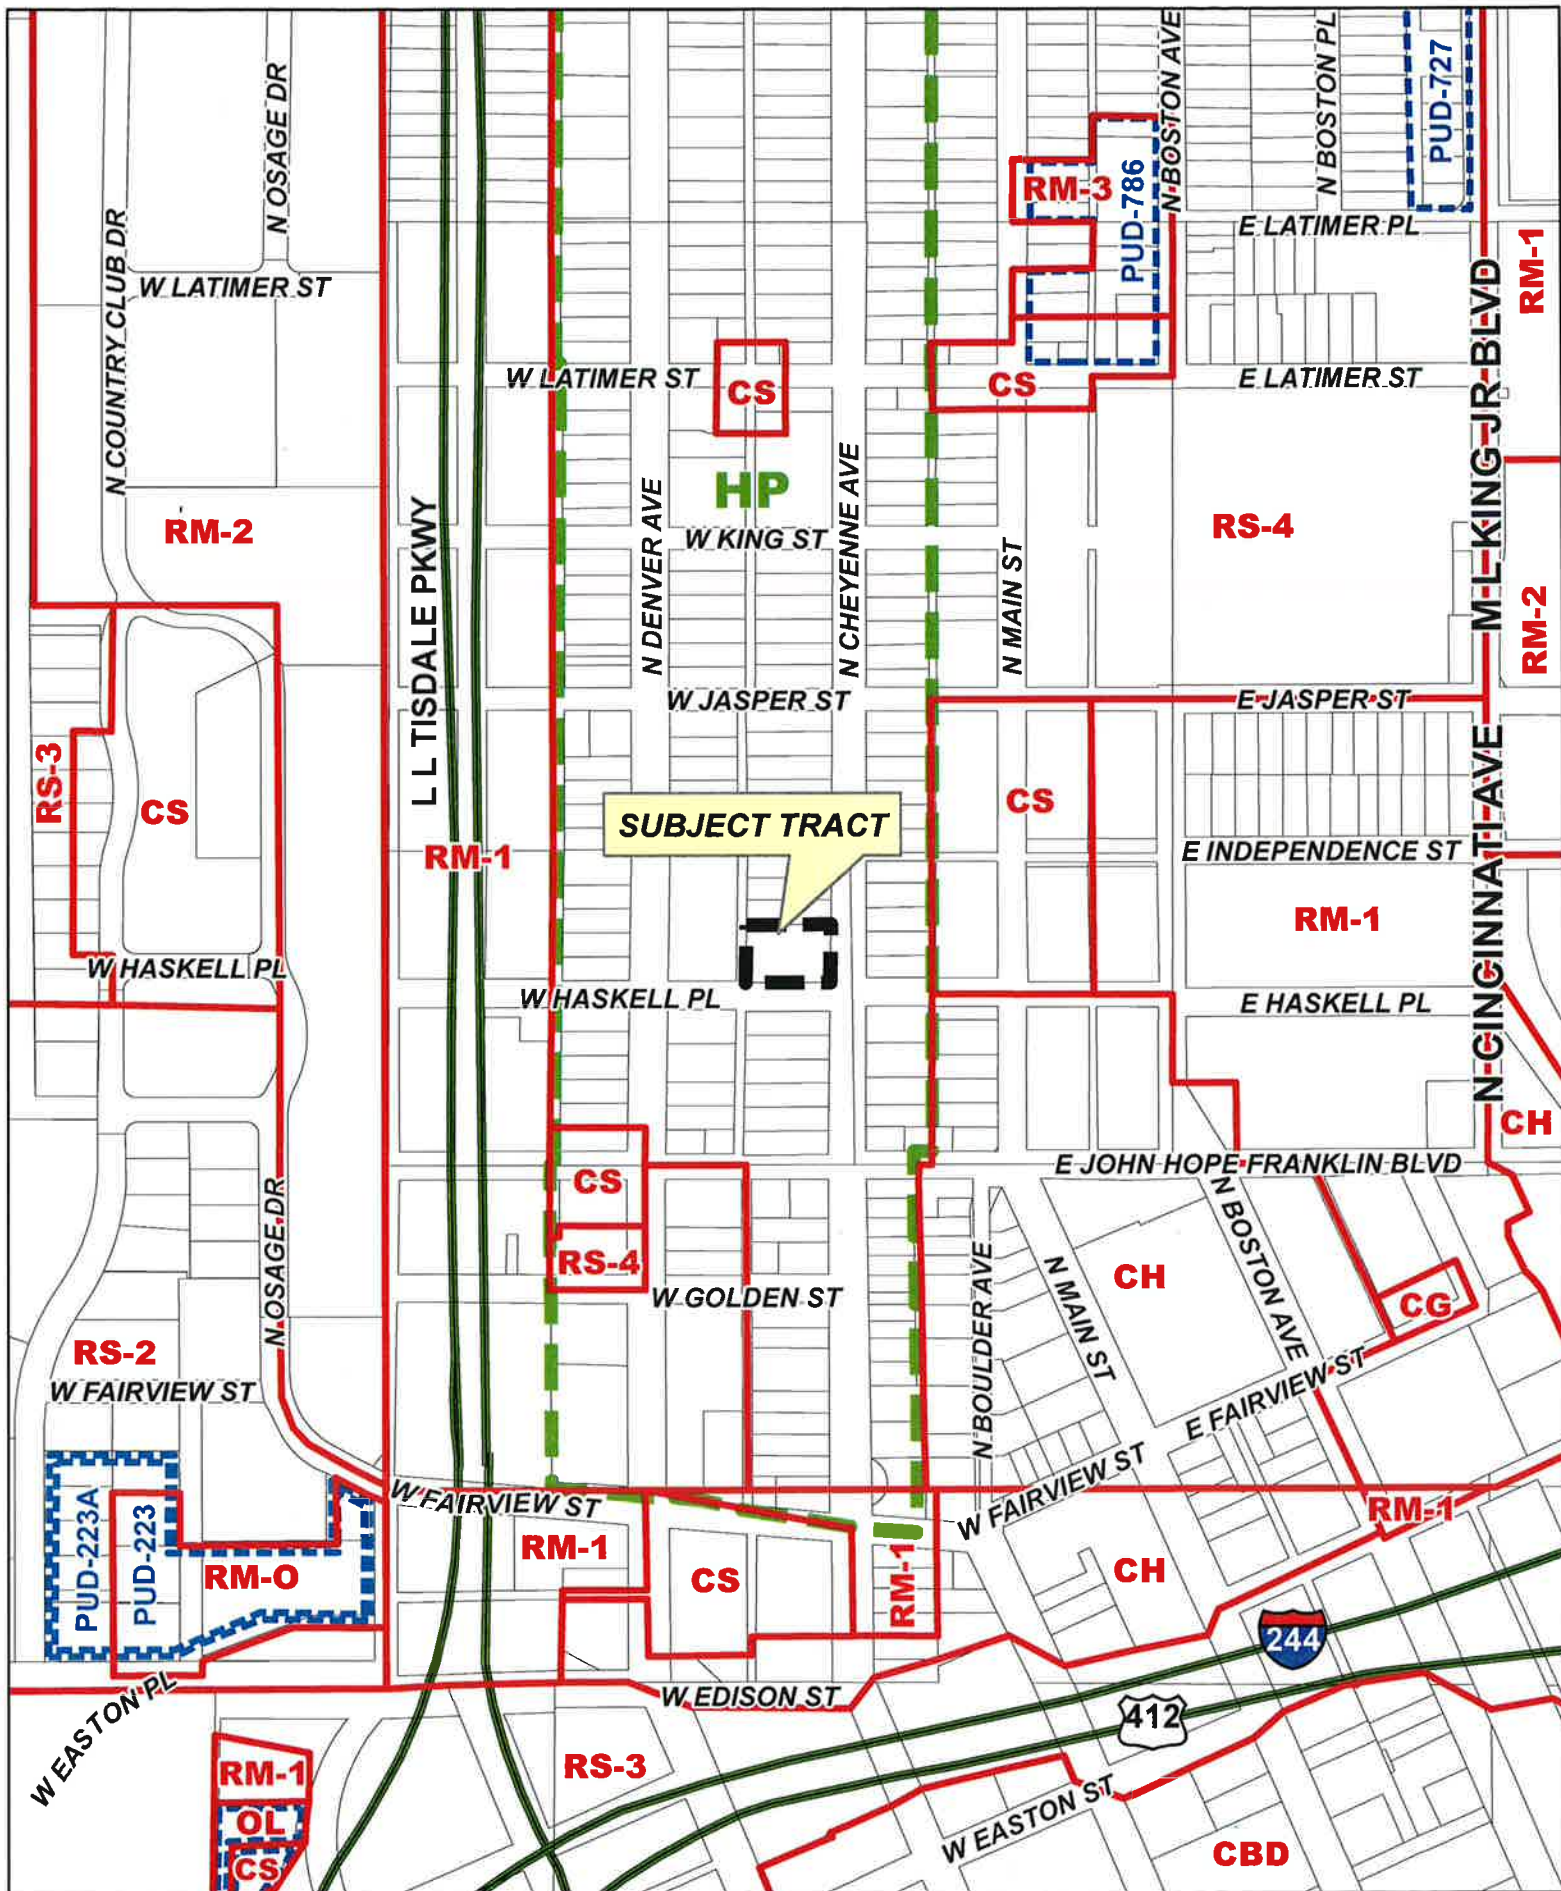 N OSAGE DR
N COUNTRY CLUB DR
W LATIMER ST
N BOSTON AVE
N BOSTON PL
PUD-727
RM-3
PUD-786
E LATIMER PL
RM-1
W LATIMER ST
CS
CS
E LATIMER ST
M L KING JR BLVD
HP
RM-2
L L TISDALE PKWY
N DENVER AVE
W KING ST
N CHEYENNE AVE
N MAIN ST
RS-4
RM-2
W JASPER ST
E JASPER ST
RS-3
CS
RM-1
SUBJECT TRACT
CS
E INDEPENDENCE ST
RM-1
N CINCINNATI AVE
W HASKELL PL
W HASKELL PL
E HASKELL PL
CH
CS
E JOHN HOPE FRANKLIN BLVD
N OSAGE DR
RS-4
W GOLDEN ST
N BOULDER AVE
N MAIN ST
CH
N BOSTON AVE
CG
RS-2
W FAIRVIEW ST
E FAIRVIEW ST
W FAIRVIEW ST
W FAIRVIEW ST
RM-1
PUD-223A
PUD-223
RM-O
RM-1
CS
RM-1
CH
244
W EASTON PL
W EDISON ST
412
RM-1
RS-3
OL
CS
W EASTON ST
CBD